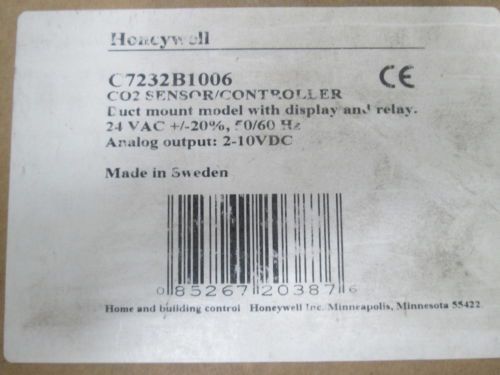 Honeywell
C7232B1006
CE
CO2 SENSOR/CONTROLLER
Duct mount model with display and relay.
24 VAC +/-20%, 50/60 Hz
Analog output: 2-10VDC
Made in Sweden
0 85267 20387 6
Home and building control Honeywell Inc. Minneapolis, Minnesota 55422